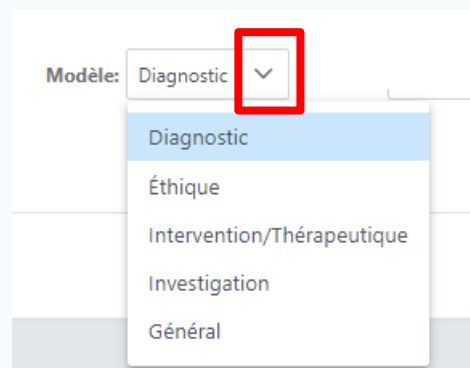 Modèle: Diagnostic
Diagnostic
Éthique
Intervention/Thérapeutique
Investigation
Général